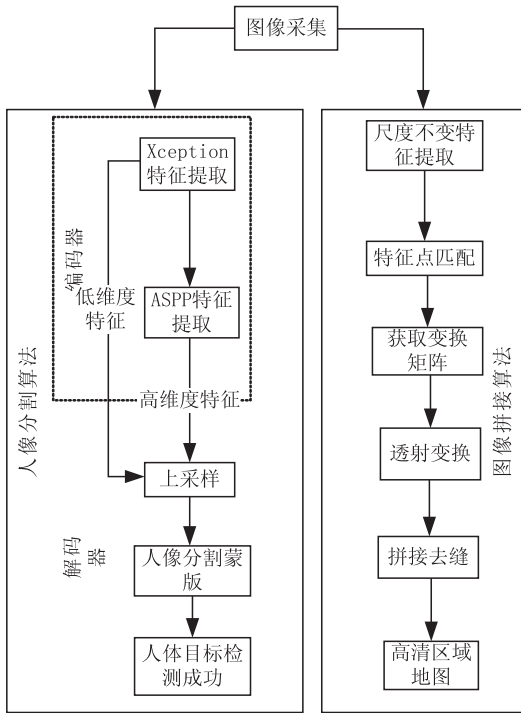 图像采集
人像分割算法
编码器
Xception
特征提取
低维度
特征
ASPP特征
提取
高维度特征
上采样
解码
器
人像分割蒙
版
人体目标检
测成功
图像拼接算法
尺度不变特
征提取
特征点匹配
获取变换
矩阵
透射变换
拼接去缝
高清区域
地图